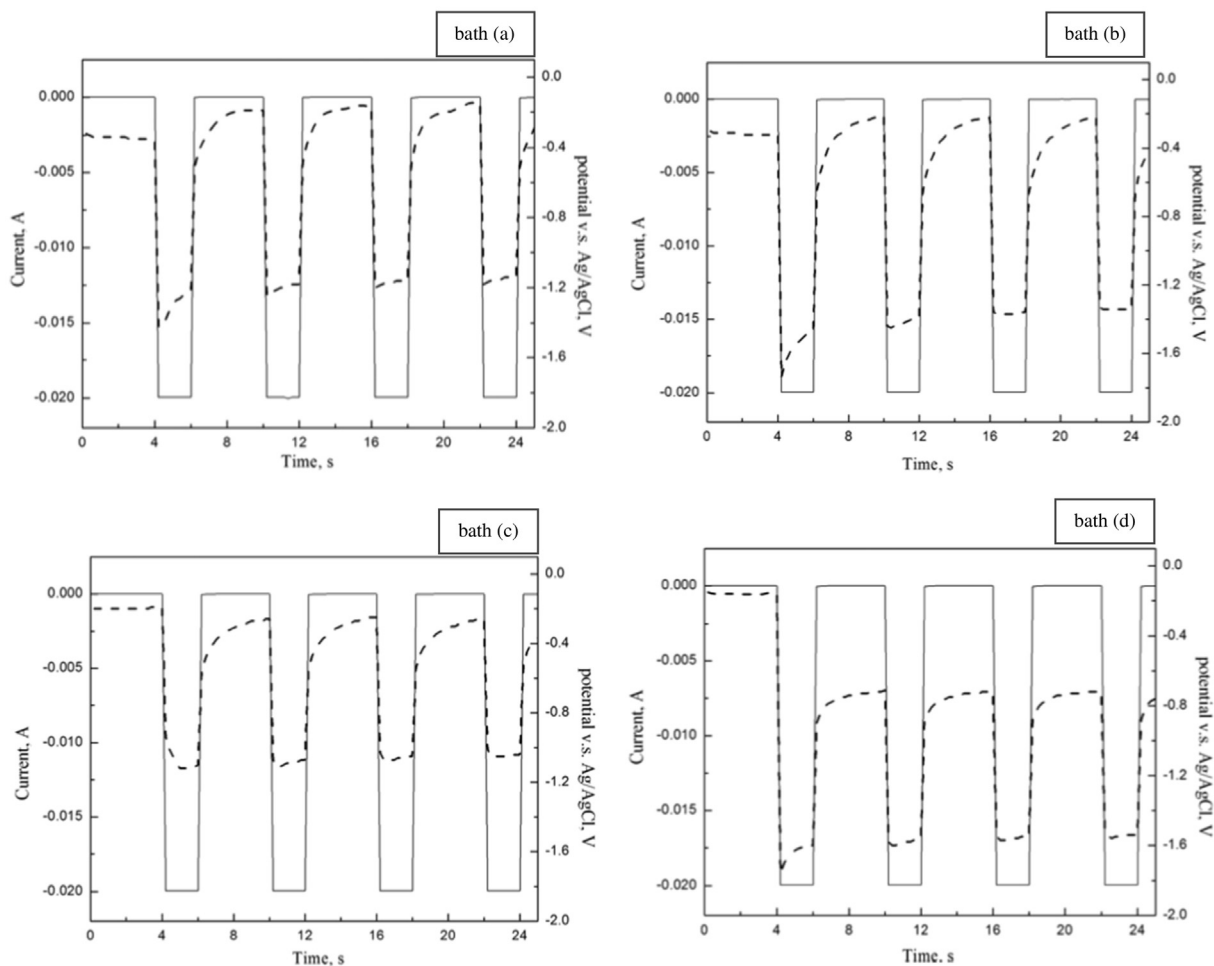 bath (a)
0.000
-0.005
-0.010
-0.015
-0.020
Current, A
0.0
-0.4
-0.8
-1.2
-1.6
-2.0
potential v.s. Ag/AgCl, V
0 4 8 12 16 20 24
Time, s
bath (b)
0.000
-0.005
-0.010
-0.015
-0.020
Current, A
0.0
-0.4
-0.8
-1.2
-1.6
-2.0
potential v.s. Ag/AgCl, V
0 4 8 12 16 20 24
Time, s
bath (c)
0.000
-0.005
-0.010
-0.015
-0.020
Current, A
0.0
-0.4
-0.8
-1.2
-1.6
-2.0
potential v.s. Ag/AgCl, V
0 4 8 12 16 20 24
Time, s
bath (d)
0.000
-0.005
-0.010
-0.015
-0.020
Current, A
0.0
-0.4
-0.8
-1.2
-1.6
-2.0
potential v.s. Ag/AgCl, V
0 4 8 12 16 20 24
Time, s